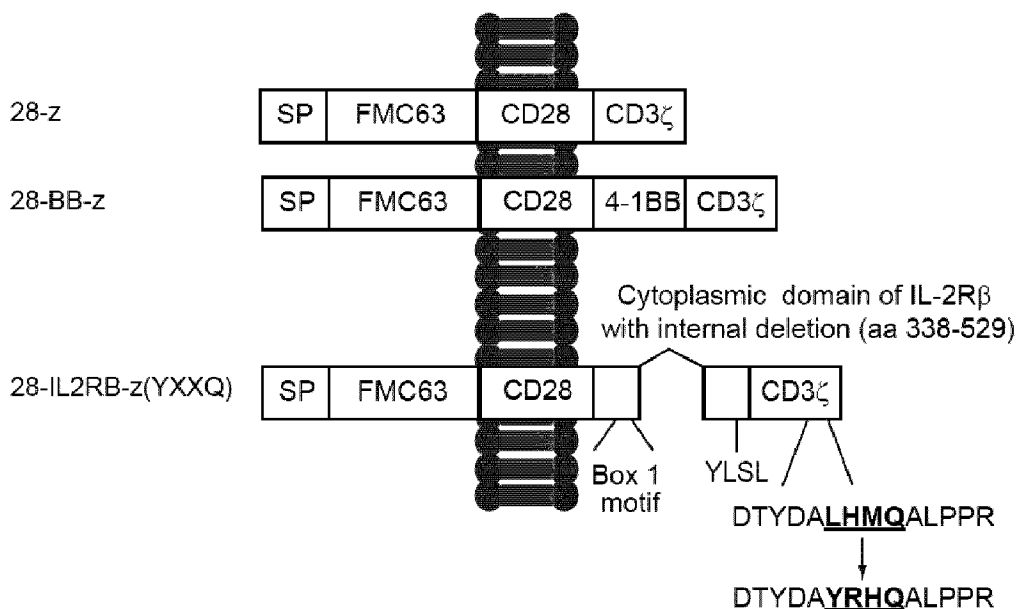 28-z
SP FMC63 CD28 CD3ζ
28-BB-z
SP FMC63 CD28 4-1BB CD3ζ
Cytoplasmic domain of IL-2Rβ
with internal deletion (aa 338-529)
28-IL2RB-z(YXXQ)
SP FMC63 CD28 CD3ζ
Box 1
motif
YLSL
DTYDALHMQALPPR
DTYDAYRHQALPPR